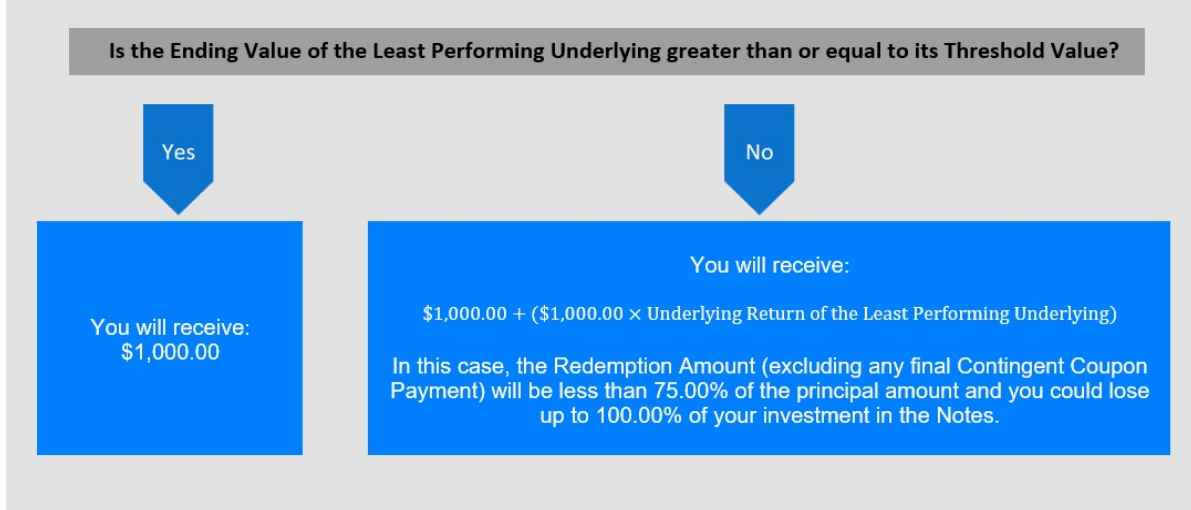 Is the Ending Value of the Least Performing Underlying greater than or equal to its Threshold Value?
Yes
No
You will receive:
$1,000.00
You will receive:
$1,000.00 + ($1,000.00 × Underlying Return of the Least Performing Underlying)
In this case, the Redemption Amount (excluding any final Contingent Coupon
Payment) will be less than 75.00% of the principal amount and you could lose
up to 100.00% of your investment in the Notes.